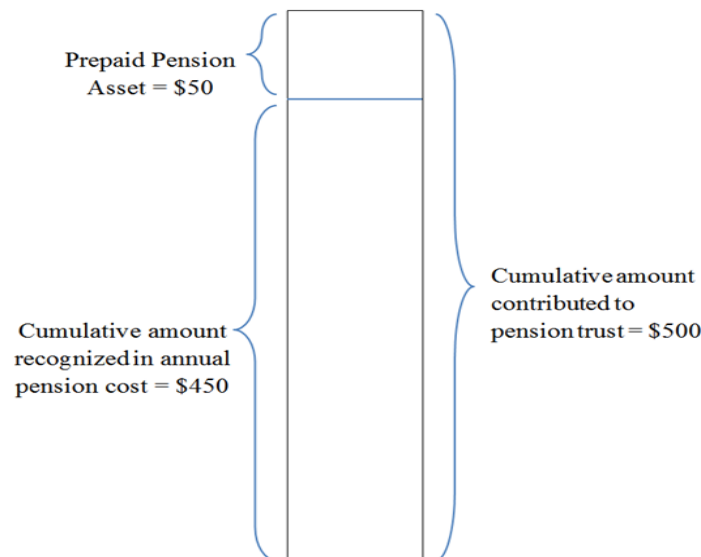 Prepaid Pension
Asset = $50
Cumulative amount
contributed to
pension trust = $500
Cumulative amount
recognized in annual
pension cost = $450